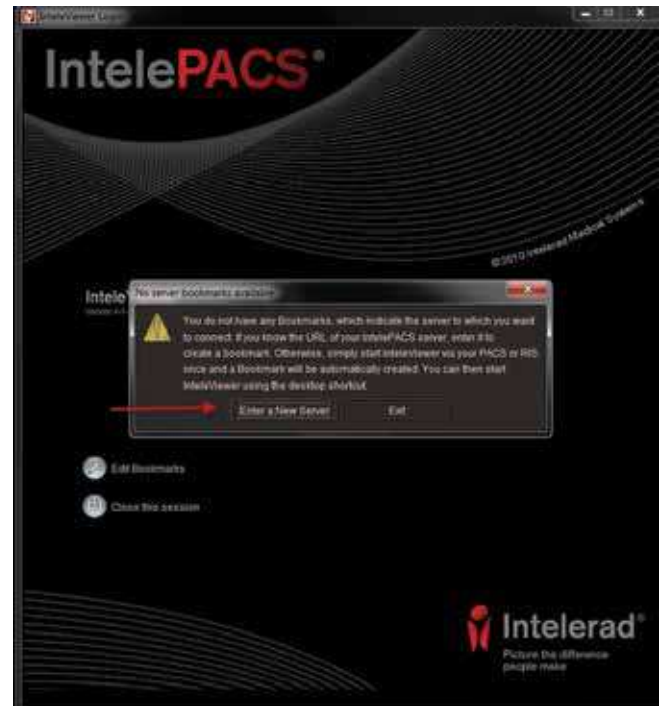 InteleViewer Login
IntelePACS®
©2010 Intelerad Medical Systems
No server bookmarks available
Intele
You do not have any Bookmarks, which indicate the server to which you want
to connect. If you know the URL of your IntelePACS server, enter it to
create a bookmark. Otherwise, simply start InteleViewer via your PACS or RIS
once and a Bookmark will be automatically created. You can then start
InteleViewer using the desktop shortcut.
Enter a New Server
Exit
Edit Bookmarks
Close this session
Intelerad®
Picture the difference
people make